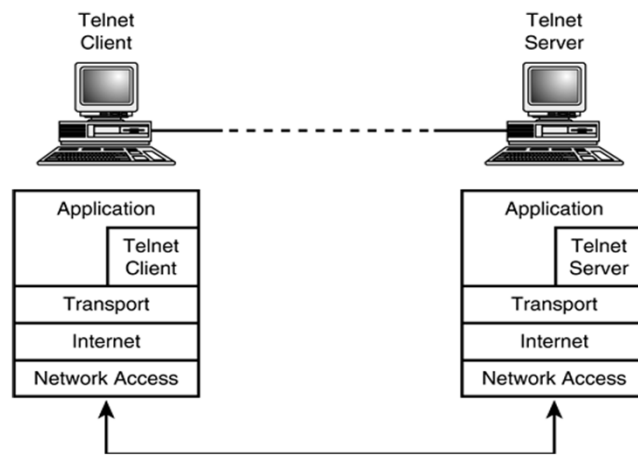 Telnet
Client
Telnet
Server
Application
Telnet
Client
Transport
Internet
Network Access
Application
Telnet
Server
Transport
Internet
Network Access